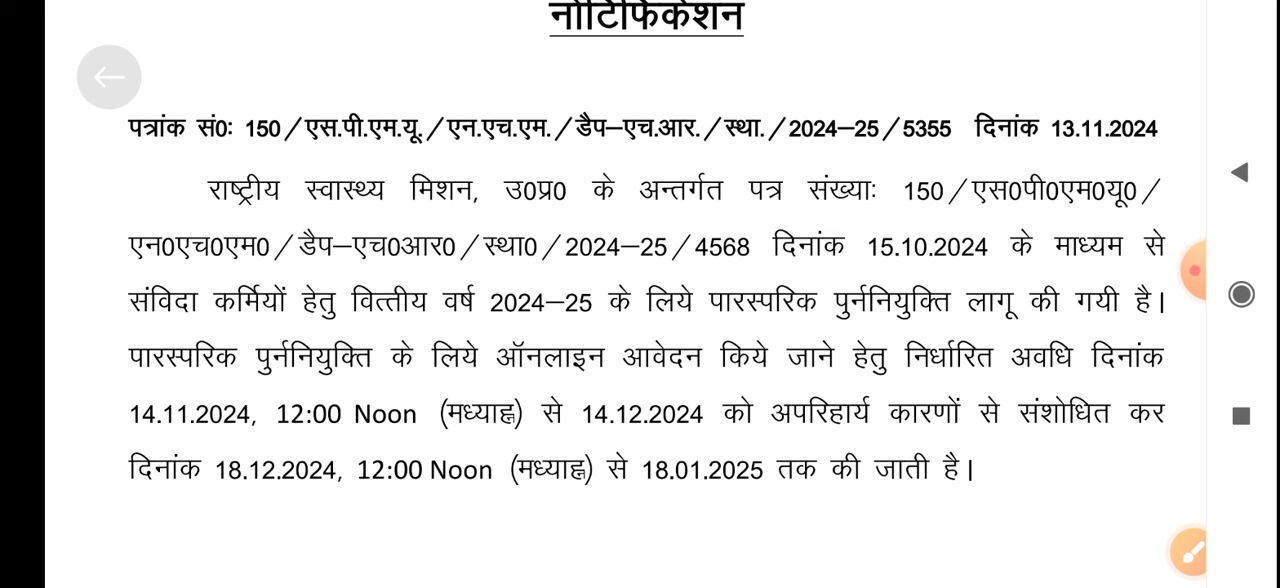 नोटिफिकेशन
पत्रांक सं0: 150/एस.पी.एम.यू./एन.एच.एम./डैप–एच.आर./स्था./2024–25/5355 दिनांक 13.11.2024
राष्ट्रीय स्वास्थ्य मिशन, उ0प्र0 के अन्तर्गत पत्र संख्याः 150/एस0पी0एम0यू0/
एन0एच0एम0/डैप–एच0आर0/स्था0/2024–25/4568 दिनांक 15.10.2024 के माध्यम से
संविदा कर्मियों हेतु वित्तीय वर्ष 2024–25 के लिये पारस्परिक पुर्ननियुक्ति लागू की गयी है।
पारस्परिक पुर्ननियुक्ति के लिये ऑनलाइन आवेदन किये जाने हेतु निर्धारित अवधि दिनांक
14.11.2024, 12:00 Noon (मध्याह्न) से 14.12.2024 को अपरिहार्य कारणों से संशोधित कर
दिनांक 18.12.2024, 12:00 Noon (मध्याह्न) से 18.01.2025 तक की जाती है।